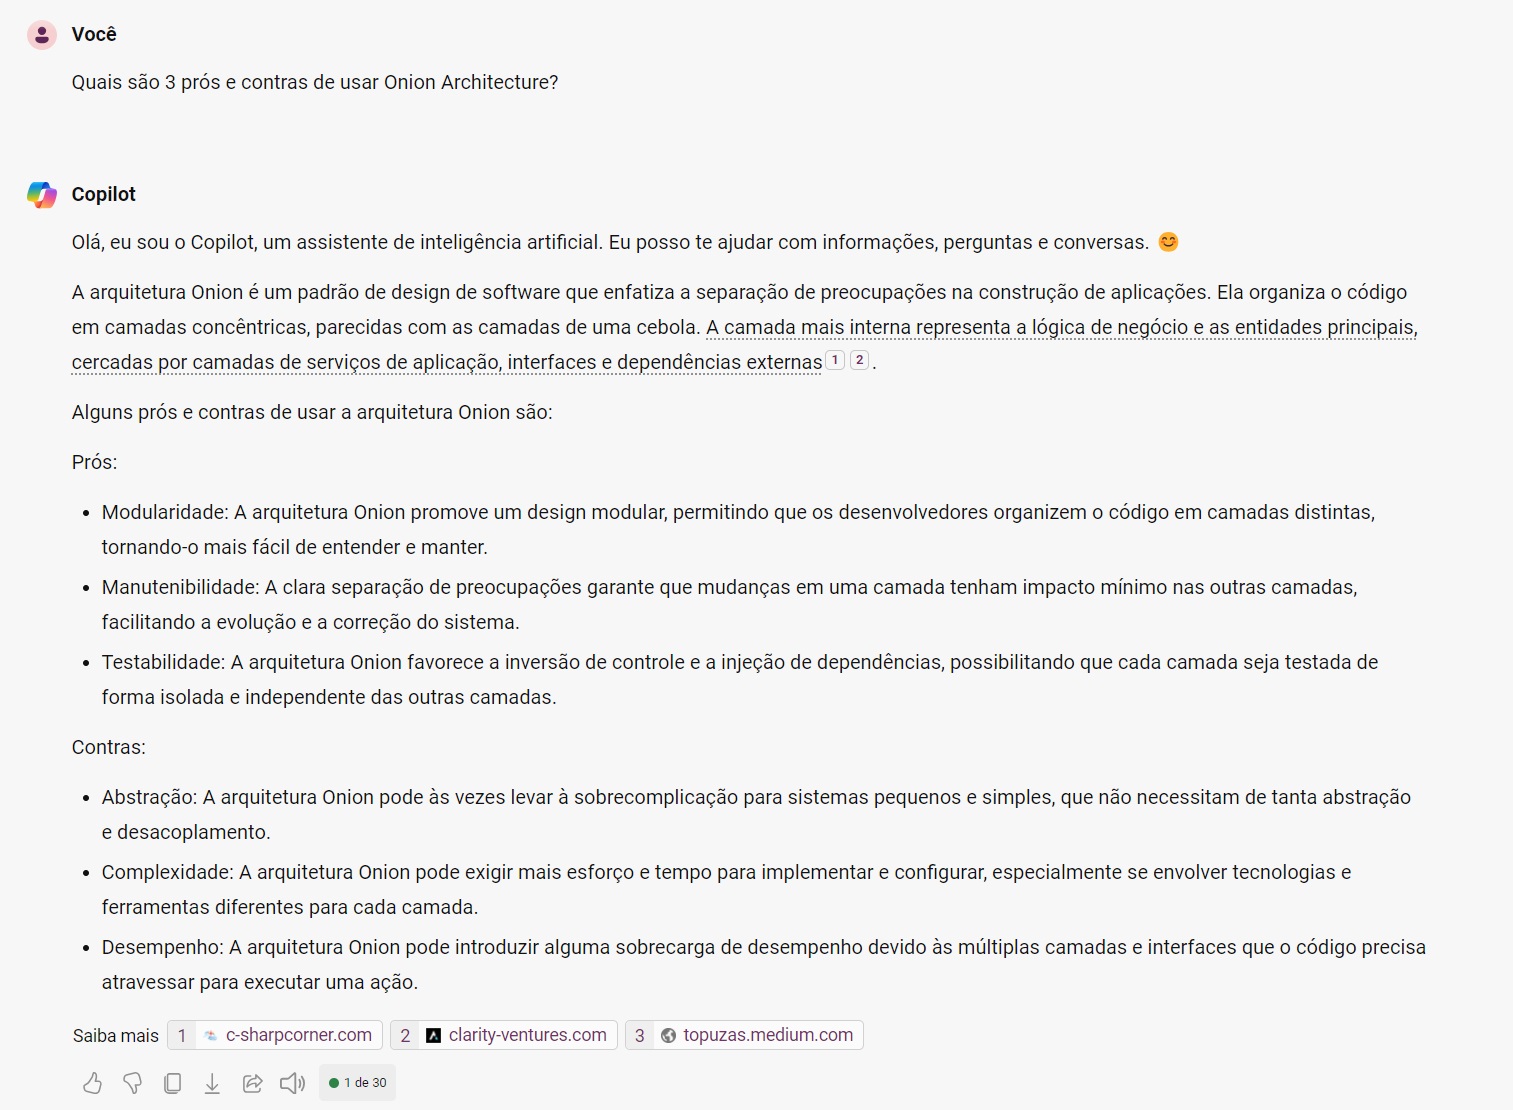 Você
Quais são 3 prós e contras de usar Onion Architecture?
Copilot
Olá, eu sou o Copilot, um assistente de inteligência artificial. Eu posso te ajudar com informações, perguntas e conversas. 😊
A arquitetura Onion é um padrão de design de software que enfatiza a separação de preocupações na construção de aplicações. Ela organiza o código
em camadas concêntricas, parecidas com as camadas de uma cebola. A camada mais interna representa a lógica de negócio e as entidades principais,
cercadas por camadas de serviços de aplicação, interfaces e dependências externas 1 2 .
Alguns prós e contras de usar a arquitetura Onion são:
Prós:
• Modularidade: A arquitetura Onion promove um design modular, permitindo que os desenvolvedores organizem o código em camadas distintas,
tornando-o mais fácil de entender e manter.
• Manutenibilidade: A clara separação de preocupações garante que mudanças em uma camada tenham impacto mínimo nas outras camadas,
facilitando a evolução e a correção do sistema.
• Testabilidade: A arquitetura Onion favorece a inversão de controle e a injeção de dependências, possibilitando que cada camada seja testada de
forma isolada e independente das outras camadas.
Contras:
• Abstração: A arquitetura Onion pode às vezes levar à sobrecomplicação para sistemas pequenos e simples, que não necessitam de tanta abstração
e desacoplamento.
• Complexidade: A arquitetura Onion pode exigir mais esforço e tempo para implementar e configurar, especialmente se envolver tecnologias e
ferramentas diferentes para cada camada.
• Desempenho: A arquitetura Onion pode introduzir alguma sobrecarga de desempenho devido às múltiplas camadas e interfaces que o código precisa
atravessar para executar uma ação.
Saiba mais 1 c-sharpcorner.com 2 clarity-ventures.com 3 topuzas.medium.com
1 de 30